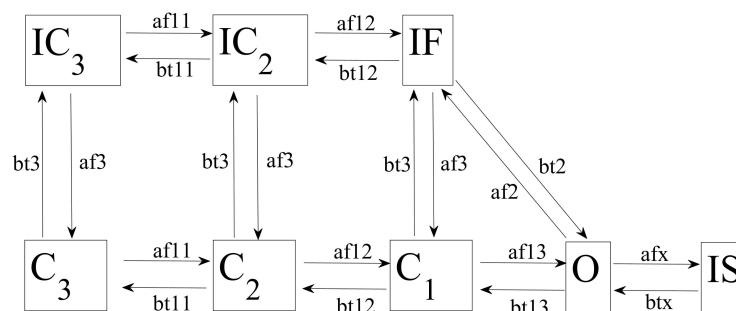 af11 af12
IC3 IC2 IF
bt11 bt12
bt3 af3 bt3 af3 bt3 af3 bt2
af2
af11 af12 af13 afx
C3 C2 C1 O IS
bt11 bt12 bt13 btx